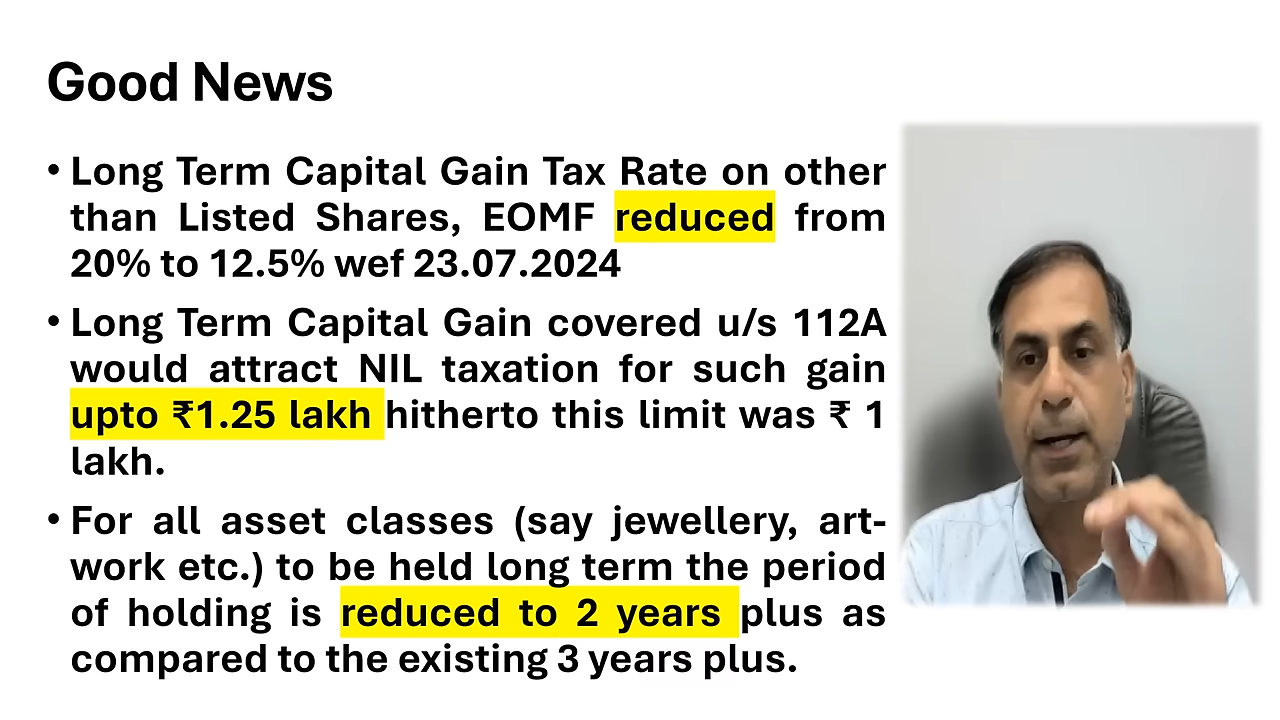 Good News
• Long Term Capital Gain Tax Rate on other
than Listed Shares, EOMF reduced from
20% to 12.5% wef 23.07.2024
• Long Term Capital Gain covered u/s 112A
would attract NIL taxation for such gain
upto ₹1.25 lakh hitherto this limit was ₹ 1
lakh.
• For all asset classes (say jewellery, art-
work etc.) to be held long term the period
of holding is reduced to 2 years plus as
compared to the existing 3 years plus.